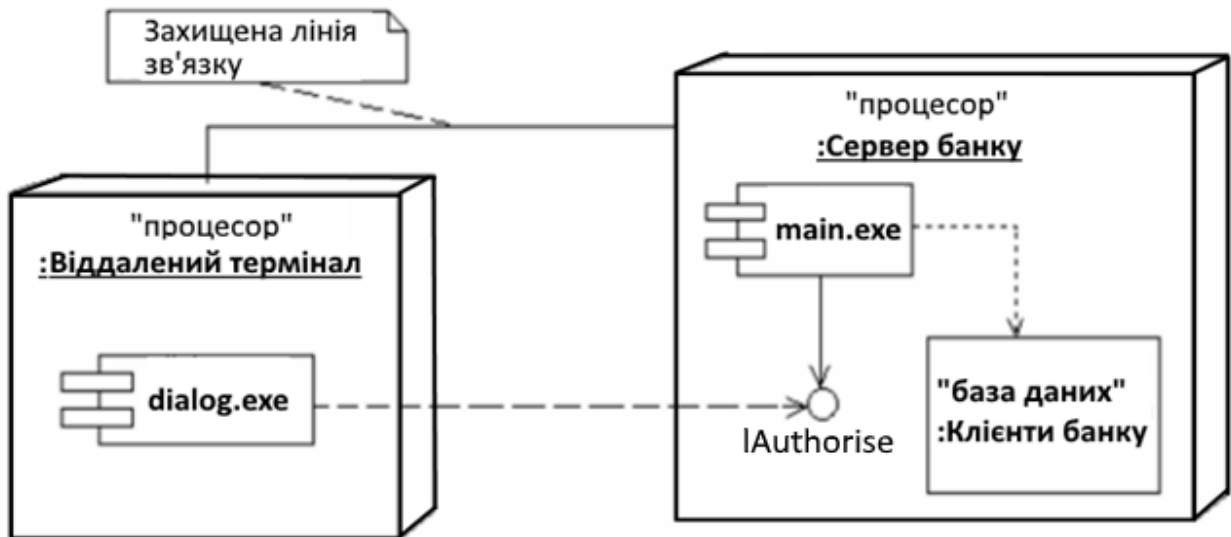 Захищена лінія
зв'язку
"процесор"
:Сервер банку
main.exe
"процесор"
:Віддалений термінал
dialog.exe
IAuthorise
"база даних"
:Клієнти банку